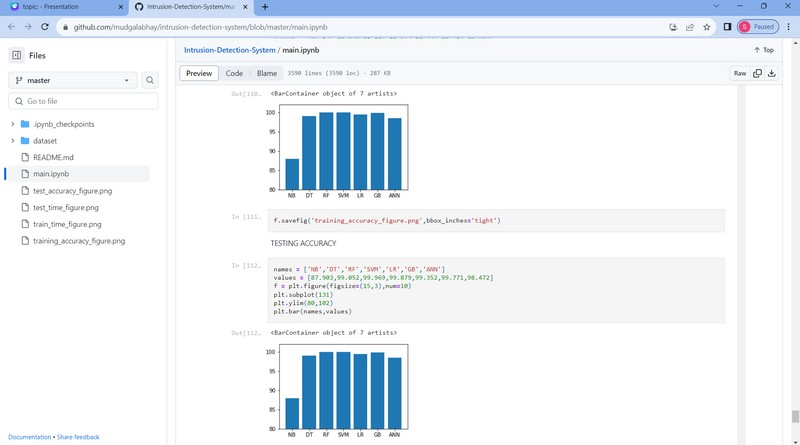 topic: - Presentation
Intrusion-Detection-System/ma
github.com/mudgalabhay/intrusion-detection-system/blob/master/main.ipynb
S
Paused
Files
master
Go to file
.ipynb_checkpoints
dataset
README.md
main.ipynb
test_accuracy_figure.png
test_time_figure.png
train_time_figure.png
training_accuracy_figure.png
Documentation • Share feedback
Intrusion-Detection-System / main.ipynb
Top
Preview Code Blame 3590 lines (3590 loc) · 287 KB
Raw
Out[110… <BarContainer object of 7 artists>
100
95
90
85
80
NB DT RF SVM LR GB ANN
In [111… f.savefig('training_accuracy_figure.png',bbox_inches='tight')
TESTING ACCURACY
In [112… names = ['NB','DT','RF','SVM','LR','GB','ANN']
values = [87.903,99.052,99.969,99.879,99.352,99.771,98.472]
f = plt.figure(figsize=(15,3),num=10)
plt.subplot(131)
plt.ylim(80,102)
plt.bar(names,values)
Out[112… <BarContainer object of 7 artists>
100
95
90
85
80
NB DT RF SVM LR GB ANN